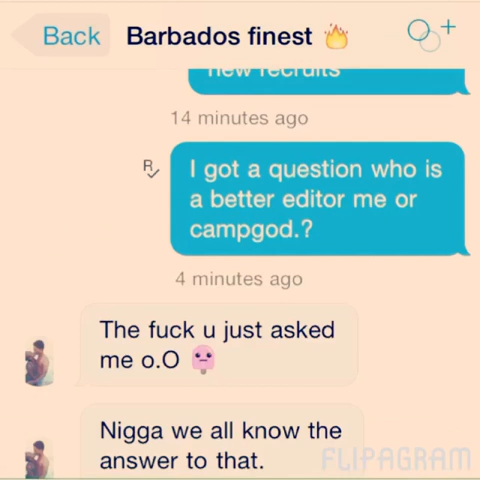 Back
Barbados finest 🔥
new recruits
14 minutes ago
I got a question who is
a better editor me or
campgod.?
4 minutes ago
The fuck u just asked
me o.O
Nigga we all know the
answer to that.
FLIPAGRAM